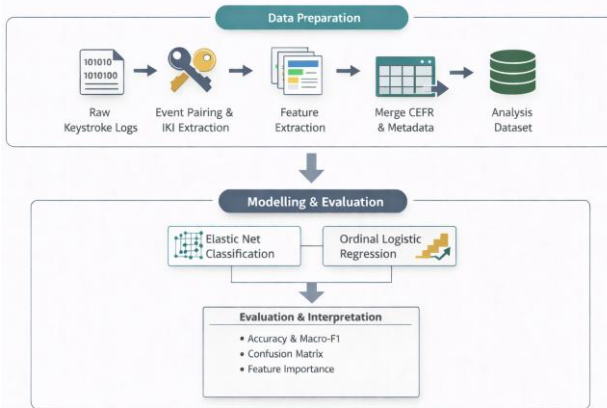 Data Preparation
101010
1010100
Raw
Keystroke Logs
Event Pairing &
IKI Extraction
Feature
Extraction
Merge CEFR
& Metadata
Analysis
Dataset
Modelling & Evaluation
Elastic Net
Classification
Ordinal Logistic
Regression
Evaluation & Interpretation
• Accuracy & Macro-F1
• Confusion Matrix
• Feature Importance